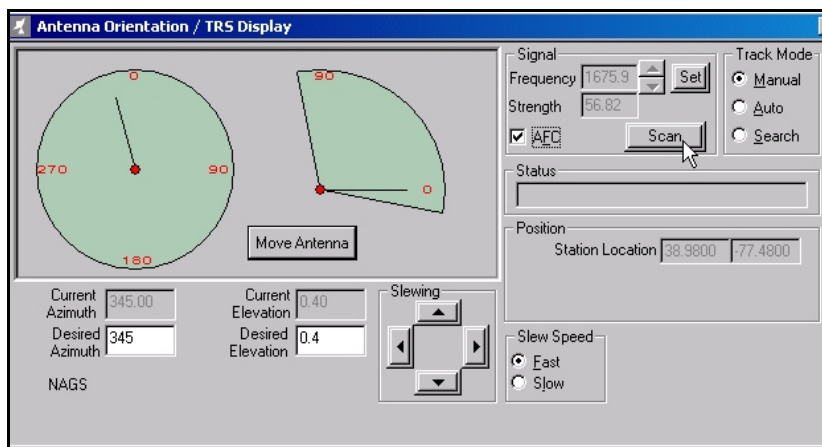 Antenna Orientation / TRS Display
0
90
180
270
90
0
Move Antenna
Signal
Frequency 1675.9 Set
Strength 56.82
AFC Scan
Track Mode
Manual
Auto
Search
Status
Position
Station Location 38.9800 -77.4800
Current Azimuth 345.00
Desired Azimuth 345
NAGS
Current Elevation 0.40
Desired Elevation 0.4
Slewing
Slew Speed
Fast
Slow